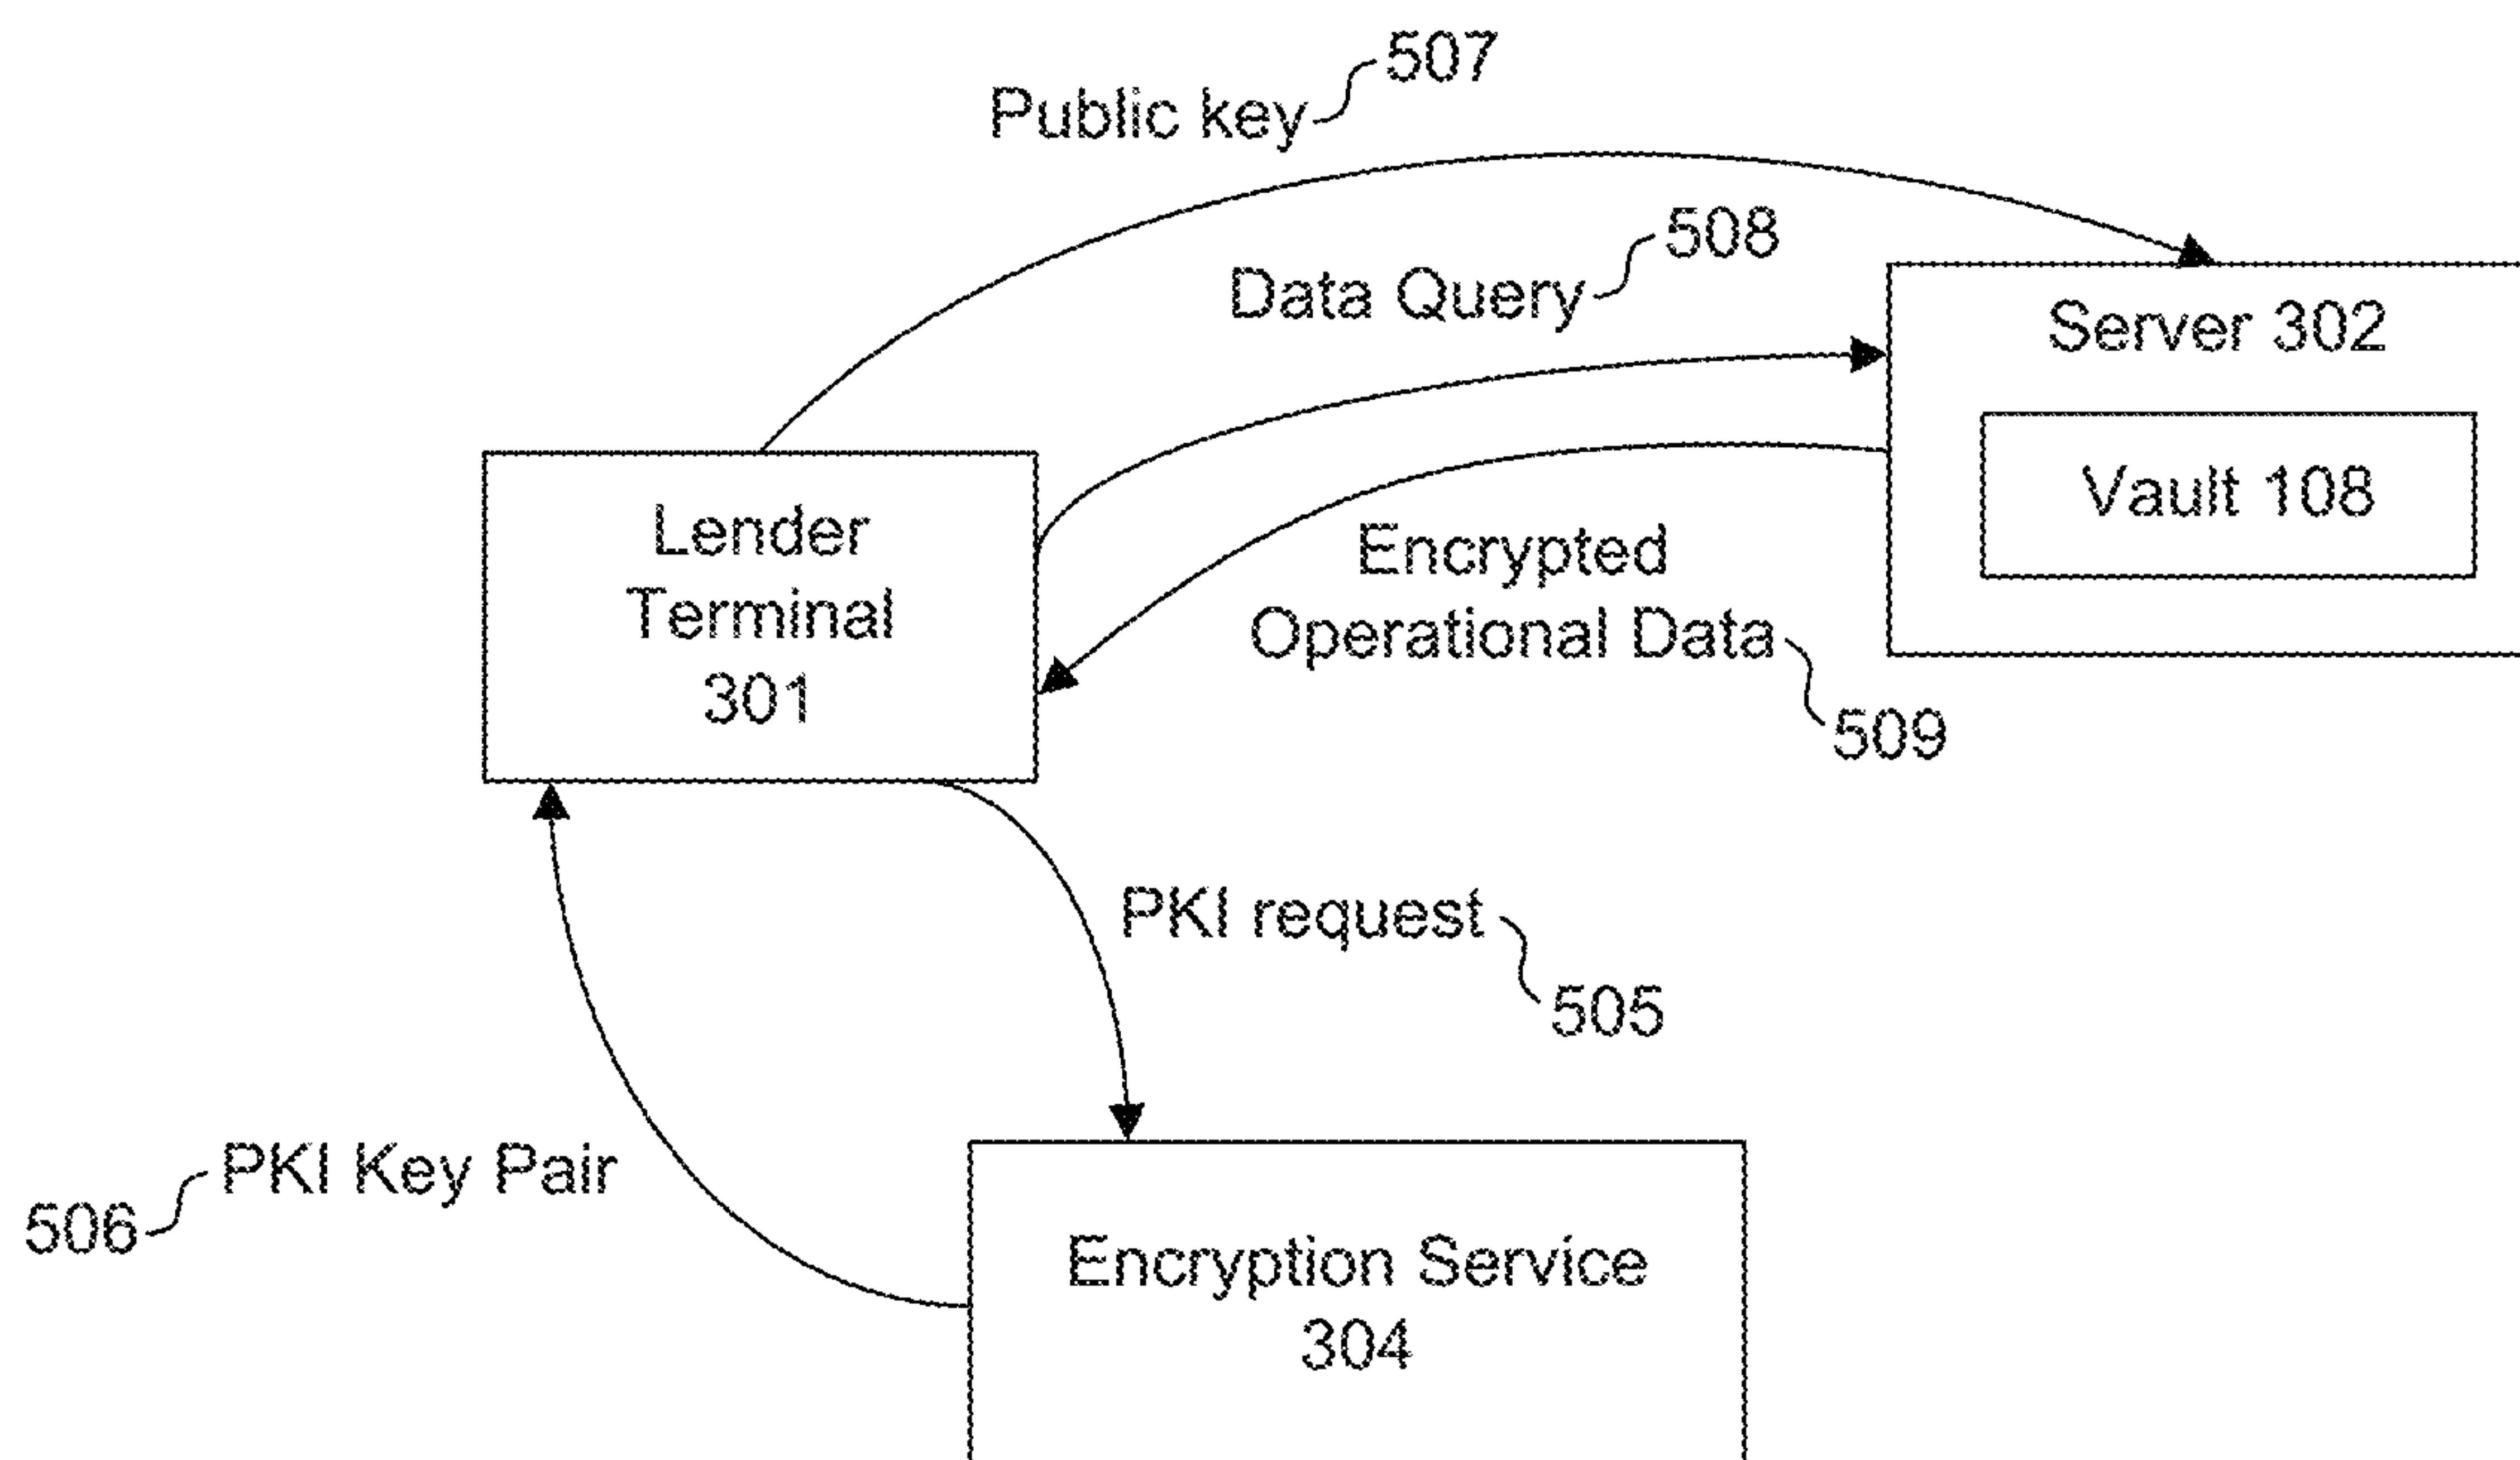 507
Public key
508
Data Query
Server 302
Vault 108
Lender
Terminal
301
Encrypted
Operational Data
509
PKI request
505
PKI Key Pair
506
Encryption Service
304